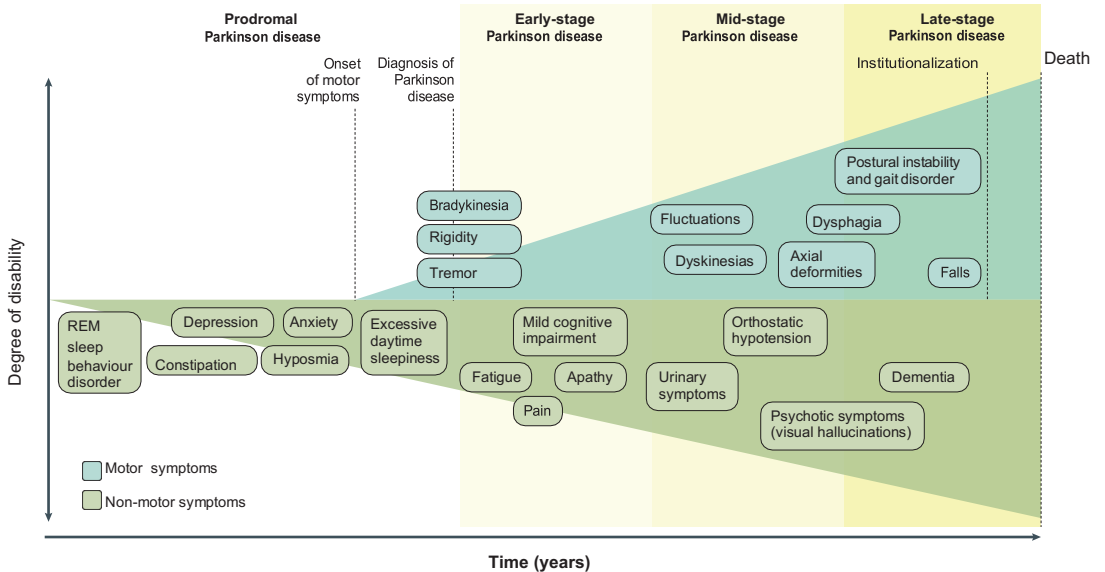 Prodromal
Parkinson disease
Early-stage
Parkinson disease
Mid-stage
Parkinson disease
Late-stage
Parkinson disease
Onset
of motor
symptoms
Diagnosis of
Parkinson
disease
Institutionalization
Death
Degree of disability
Bradykinesia
Rigidity
Tremor
Fluctuations
Dyskinesias
Postural instability
and gait disorder
Dysphagia
Axial
deformities
Falls
REM
sleep
behaviour
disorder
Depression
Constipation
Anxiety
Hyposmia
Excessive
daytime
sleepiness
Mild cognitive
impairment
Fatigue
Apathy
Pain
Orthostatic
hypotension
Urinary
symptoms
Dementia
Psychotic symptoms
(visual hallucinations)
Motor symptoms
Non-motor symptoms
Time (years)